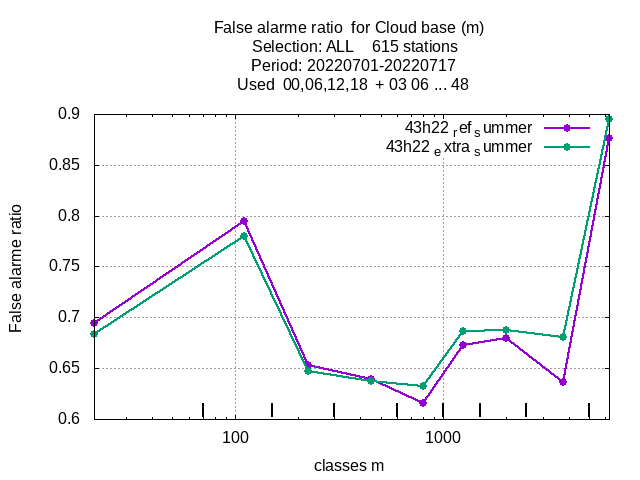 False alarme ratio for Cloud base (m)
Selection: ALL 615 stations
Period: 20220701-20220717
Used 00,06,12,18 + 03 06 ... 48
43h22 ref summer
43h22 extra summer
0.9
0.85
0.8
0.75
0.7
0.65
0.6
False alarme ratio
100 1000
classes m